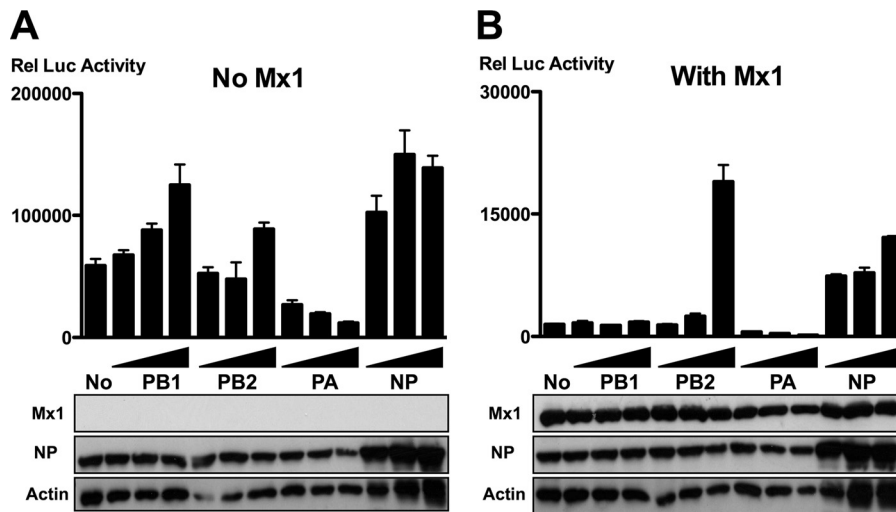 A
Rel Luc Activity
No Mx1
200000
100000
0
No PB1 PB2 PA NP
Mx1
NP
Actin
B
Rel Luc Activity
With Mx1
30000
15000
0
No PB1 PB2 PA NP
Mx1
NP
Actin